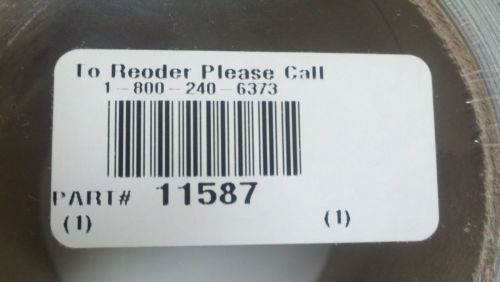 To Reoder Please Call
1-800-240-6373
PART# 11587
(1) (1)